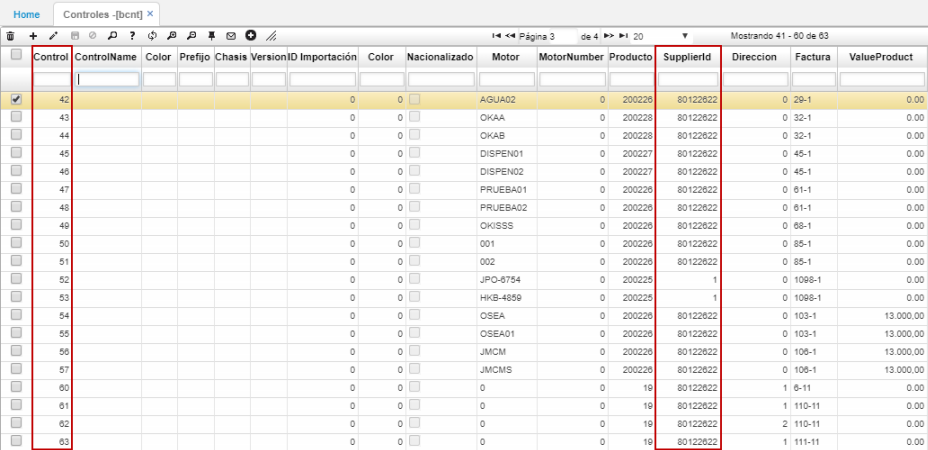 Home Controles -[bcnt] ×
Página 3 de 4 20 Mostrando 41 - 60 de 63
Control ControlName Color Prefijo Chasis Version ID Importación Color Nacionalizado Motor MotorNumber Producto SupplierId Direccion Factura ValueProduct
42 0 0 AGUA02 0 200226 80122622 0 29-1 0.00
43 0 0 OKAA 0 200228 80122622 0 32-1 0.00
44 0 0 OKAB 0 200228 80122622 0 32-1 0.00
45 0 0 DISPEN01 0 200227 80122622 0 45-1 0.00
46 0 0 DISPEN02 0 200227 80122622 0 45-1 0.00
47 0 0 PRUEBA01 0 200226 80122622 0 61-1 0.00
48 0 0 PRUEBA02 0 200226 80122622 0 61-1 0.00
49 0 0 OKISSS 0 200226 80122622 0 68-1 0.00
50 0 0 001 0 200226 80122622 0 85-1 0.00
51 0 0 002 0 200226 80122622 0 85-1 0.00
52 0 0 JPO-6754 0 200225 1 0 1098-1 0.00
53 0 0 HKB-4859 0 200225 1 0 1098-1 0.00
54 0 0 OSEA 0 200226 80122622 0 103-1 13.000,00
55 0 0 OSEA01 0 200226 80122622 0 103-1 13.000,00
56 0 0 JMCM 0 200226 80122622 0 106-1 13.000,00
57 0 0 JMCMS 0 200226 80122622 0 106-1 13.000,00
60 0 0 0 0 19 80122622 1 6-11 0.00
61 0 0 0 0 19 80122622 1 110-11 0.00
62 0 0 0 0 19 80122622 2 110-11 0.00
63 0 0 0 0 19 80122622 1 111-11 0.00